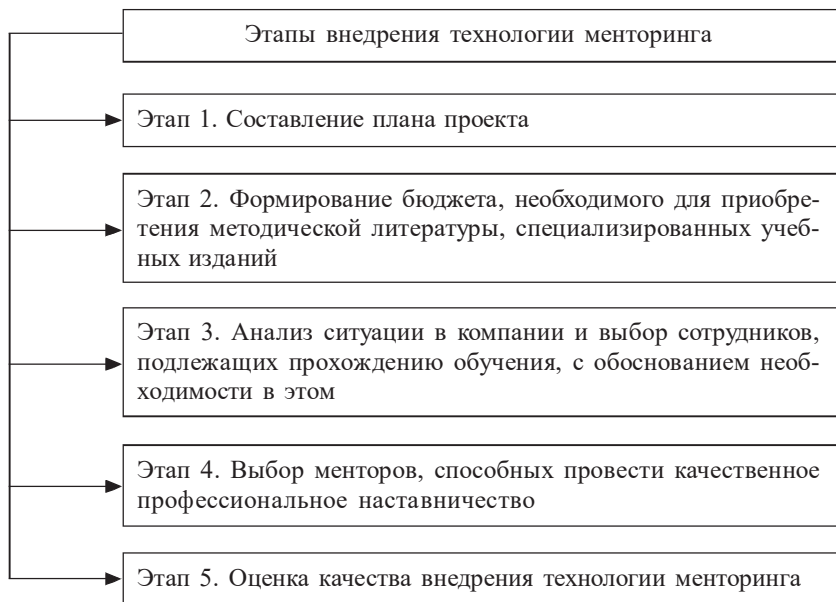 Этапы внедрения технологии менторинга
Этап 1. Составление плана проекта
Этап 2. Формирование бюджета, необходимого для приобре-
тения методической литературы, специализированных учеб-
ных изданий
Этап 3. Анализ ситуации в компании и выбор сотрудников,
подлежащих прохождению обучения, с обоснованием необ-
ходимости в этом
Этап 4. Выбор менторов, способных провести качественное
профессиональное наставничество
Этап 5. Оценка качества внедрения технологии менторинга